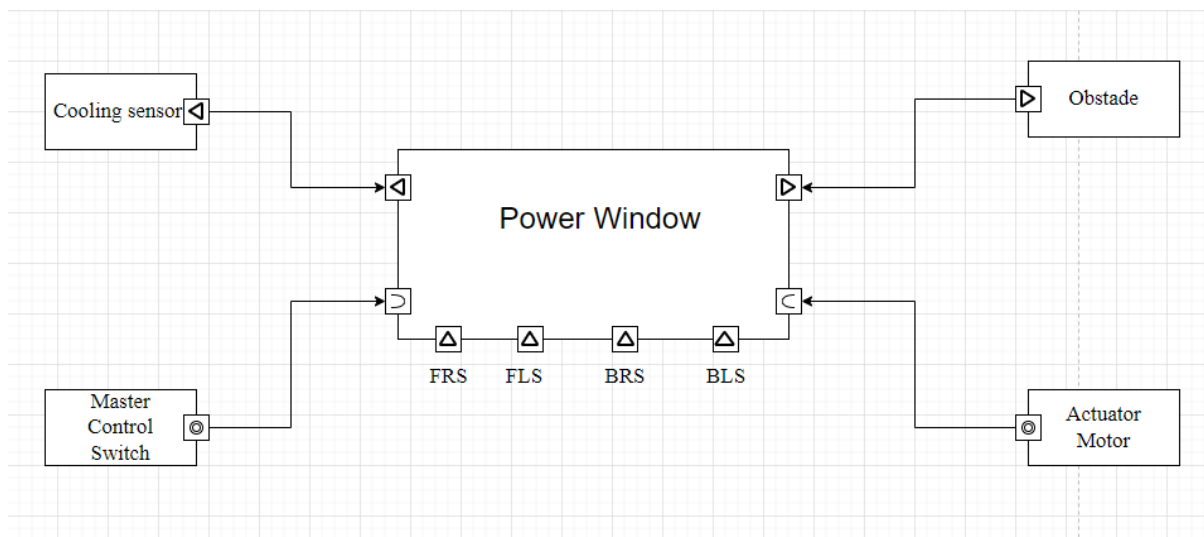 Cooling sensor
Obstade
Power Window
FRS
FLS
BRS
BLS
Master
Control
Switch
Actuator
Motor